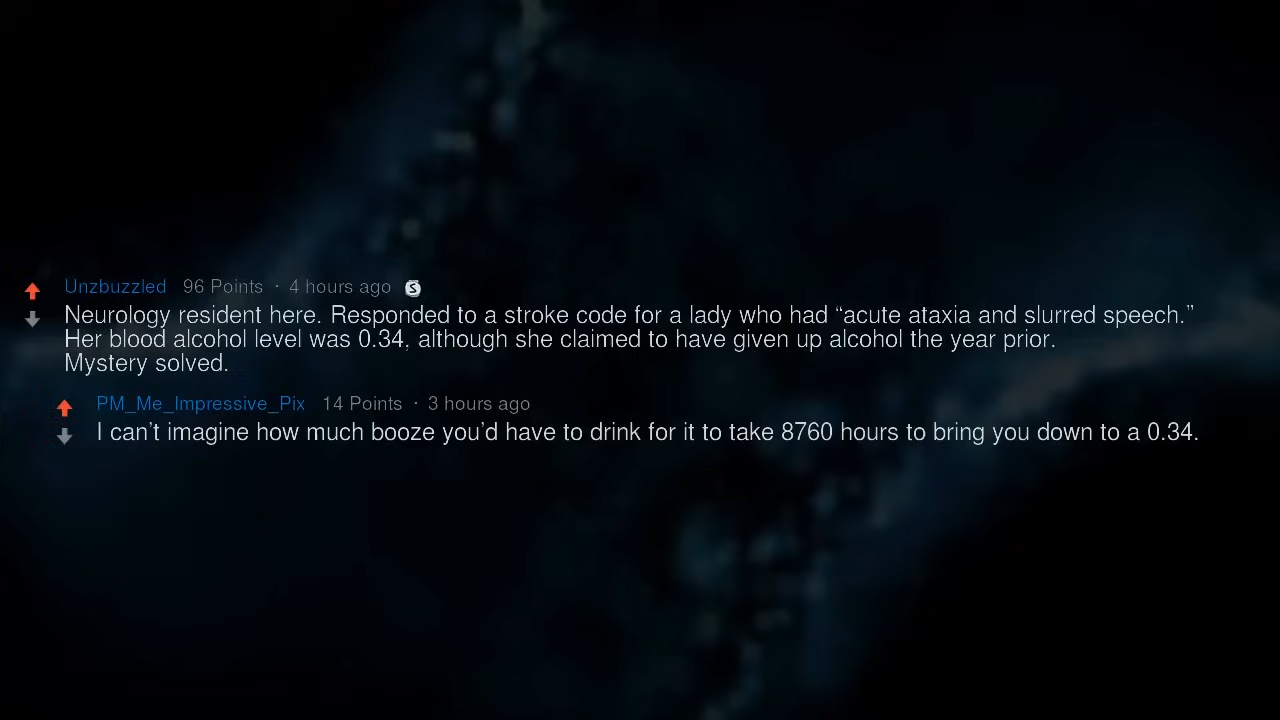 Unzbuzzled 96 Points · 4 hours ago S
Neurology resident here. Responded to a stroke code for a lady who had “acute ataxia and slurred speech.”
Her blood alcohol level was 0.34, although she claimed to have given up alcohol the year prior.
Mystery solved.
PM_Me_Impressive_Pix 14 Points · 3 hours ago
I can’t imagine how much booze you’d have to drink for it to take 8760 hours to bring you down to a 0.34.